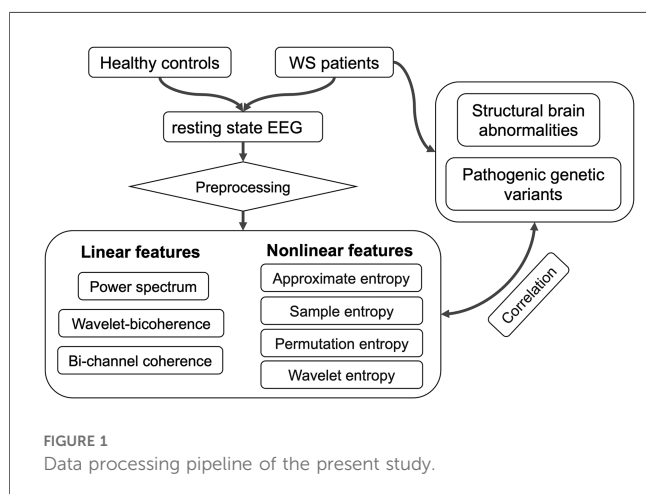 Healthy controls
WS patients
resting state EEG
Preprocessing
Structural brain
abnormalities
Pathogenic genetic
variants
Correlation
Linear features
Power spectrum
Wavelet-bicoherence
Bi-channel coherence
Nonlinear features
Approximate entropy
Sample entropy
Permutation entropy
Wavelet entropy
FIGURE 1
Data processing pipeline of the present study.